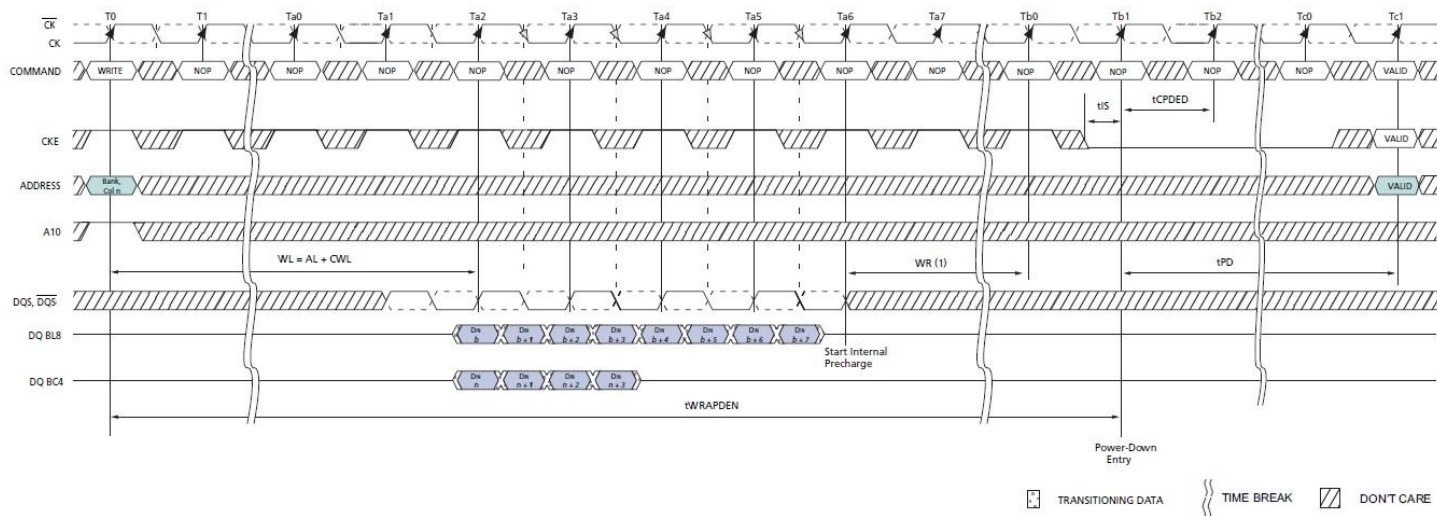 T0 T1 Ta0 Ta1 Ta2 Ta3 Ta4 Ta5 Ta6 Ta7 Tb0 Tb1 Tb2 Tc0 Tc1
CK
CK
COMMAND WRITE NOP NOP NOP NOP NOP NOP NOP NOP NOP NOP NOP NOP NOP VALID
tIS tCPDED
CKE VALID
ADDRESS Bank, Col n VALID
A10
WL = AL + CWL WR (1) tPD
DQS, DQS
DQ BL8 DIN b DIN b + 1 DIN b + 2 DIN b + 3 DIN b + 4 DIN b + 5 DIN b + 6 DIN b + 7
Start Internal
Precharge
DQ BC4 DIN n DIN n + 1 DIN n + 2 DIN n + 3
tWRAPDEN
Power-Down
Entry
TRANSITIONING DATA TIME BREAK DON'T CARE